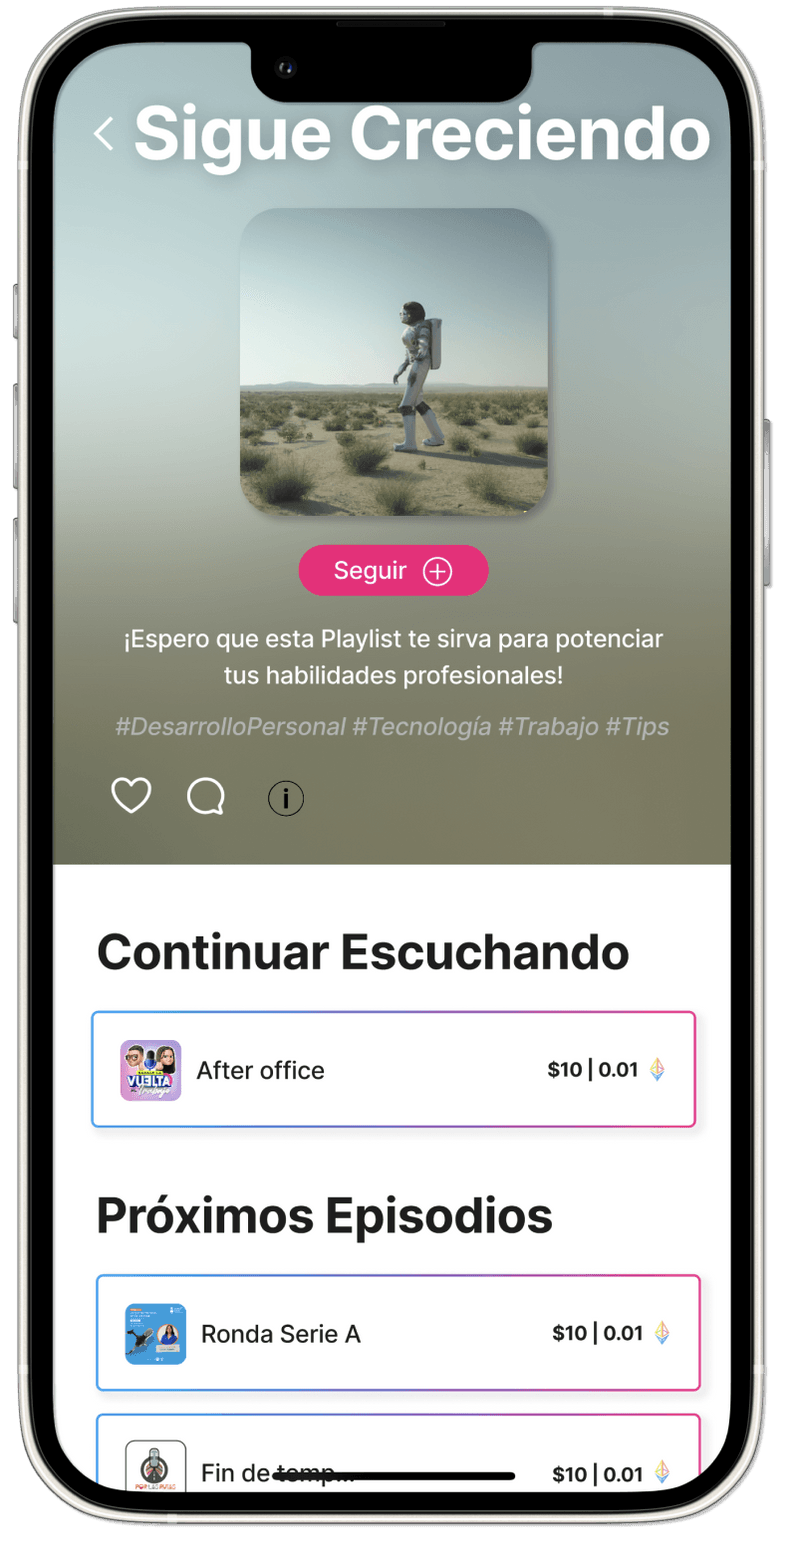 Sigue Creciendo
Seguir
¡Espero que esta Playlist te sirva para potenciar
tus habilidades profesionales!
#DesarrolloPersonal #Tecnología #Trabajo #Tips
i
Continuar Escuchando
VUELTA
After office
$10 | 0.01
Próximos Episodios
Ronda Serie A
$10 | 0.01
Fin de temp...
$10 | 0.01